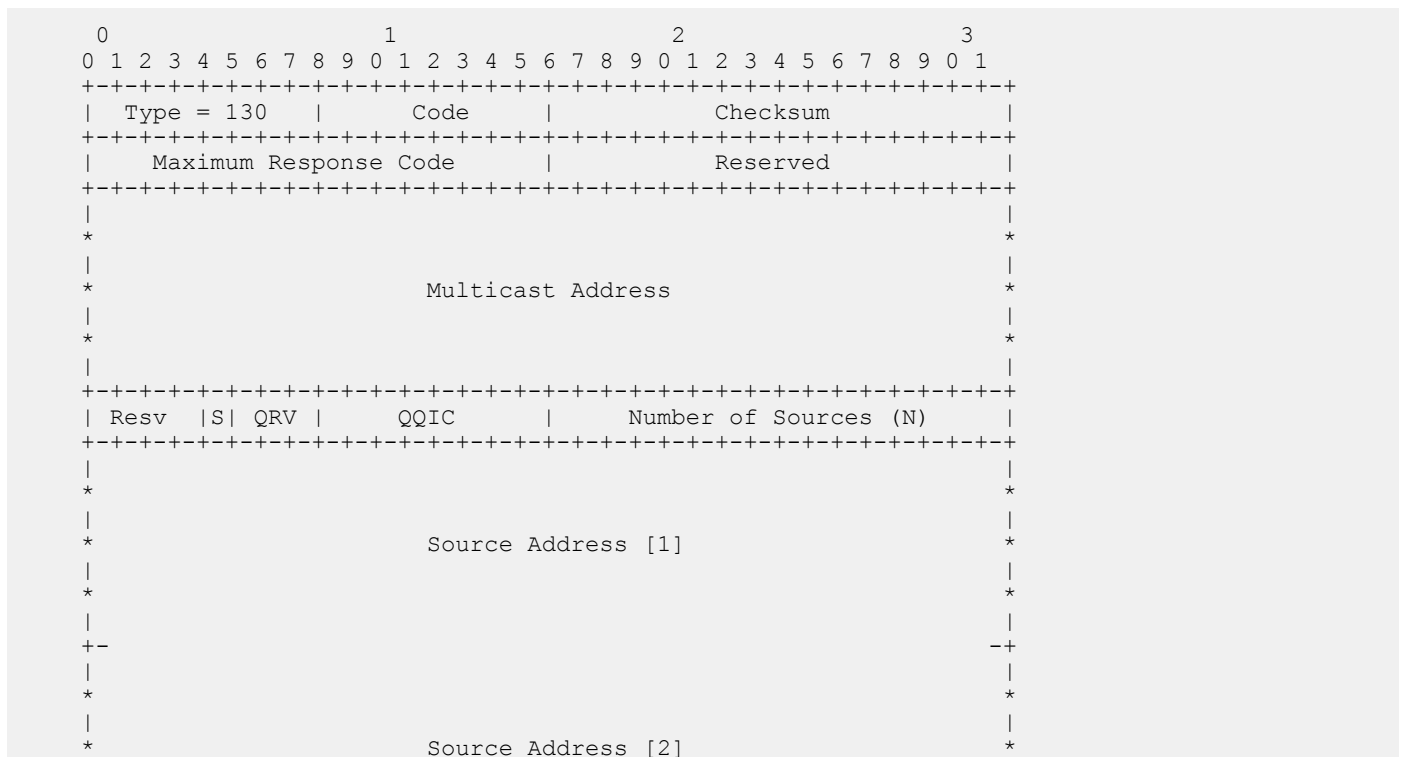 0                   1                   2                   3
0 1 2 3 4 5 6 7 8 9 0 1 2 3 4 5 6 7 8 9 0 1 2 3 4 5 6 7 8 9 0 1
+-+-+-+-+-+-+-+-+-+-+-+-+-+-+-+-+-+-+-+-+-+-+-+-+-+-+-+-+-+-+-+-+
|  Type = 130   |      Code     |           Checksum            |
+-+-+-+-+-+-+-+-+-+-+-+-+-+-+-+-+-+-+-+-+-+-+-+-+-+-+-+-+-+-+-+-+
|    Maximum Response Code      |           Reserved            |
+-+-+-+-+-+-+-+-+-+-+-+-+-+-+-+-+-+-+-+-+-+-+-+-+-+-+-+-+-+-+-+-+
|                                                               |
*                                                               *
|                                                               |
*                       Multicast Address                       *
|                                                               |
*                                                               *
|                                                               |
+-+-+-+-+-+-+-+-+-+-+-+-+-+-+-+-+-+-+-+-+-+-+-+-+-+-+-+-+-+-+-+-+
| Resv  |S| QRV |     QQIC      |     Number of Sources (N)     |
+-+-+-+-+-+-+-+-+-+-+-+-+-+-+-+-+-+-+-+-+-+-+-+-+-+-+-+-+-+-+-+-+
|                                                               |
*                                                               *
|                                                               |
*                       Source Address [1]                      *
|                                                               |
*                                                               *
|                                                               |
+-                                                             -+
|                                                               |
*                                                               *
|                                                               |
*                       Source Address [2]                      *